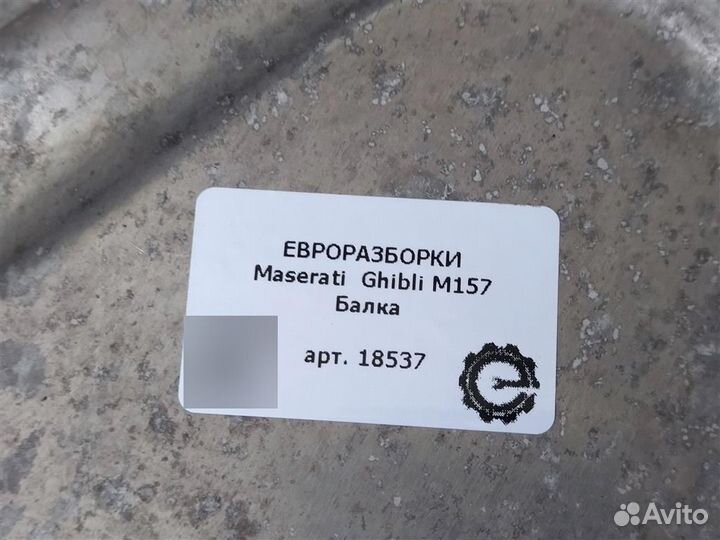 ЕВРОРАЗБОРКИ
Maserati Ghibli M157
Балка
арт. 18537
Avito